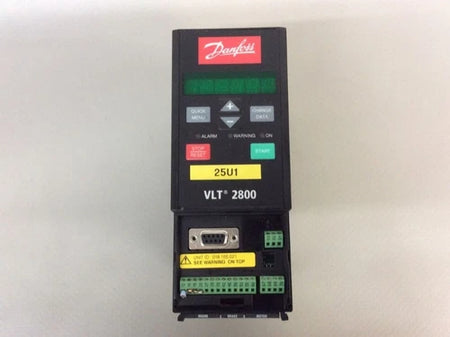 Danfoss
QUICK
MENU
+
CHANGE
DATA
−
ALARM WARNING ON
STOP
RESET
START
25U1
VLT® 2800
SEE WARNING ON TOP